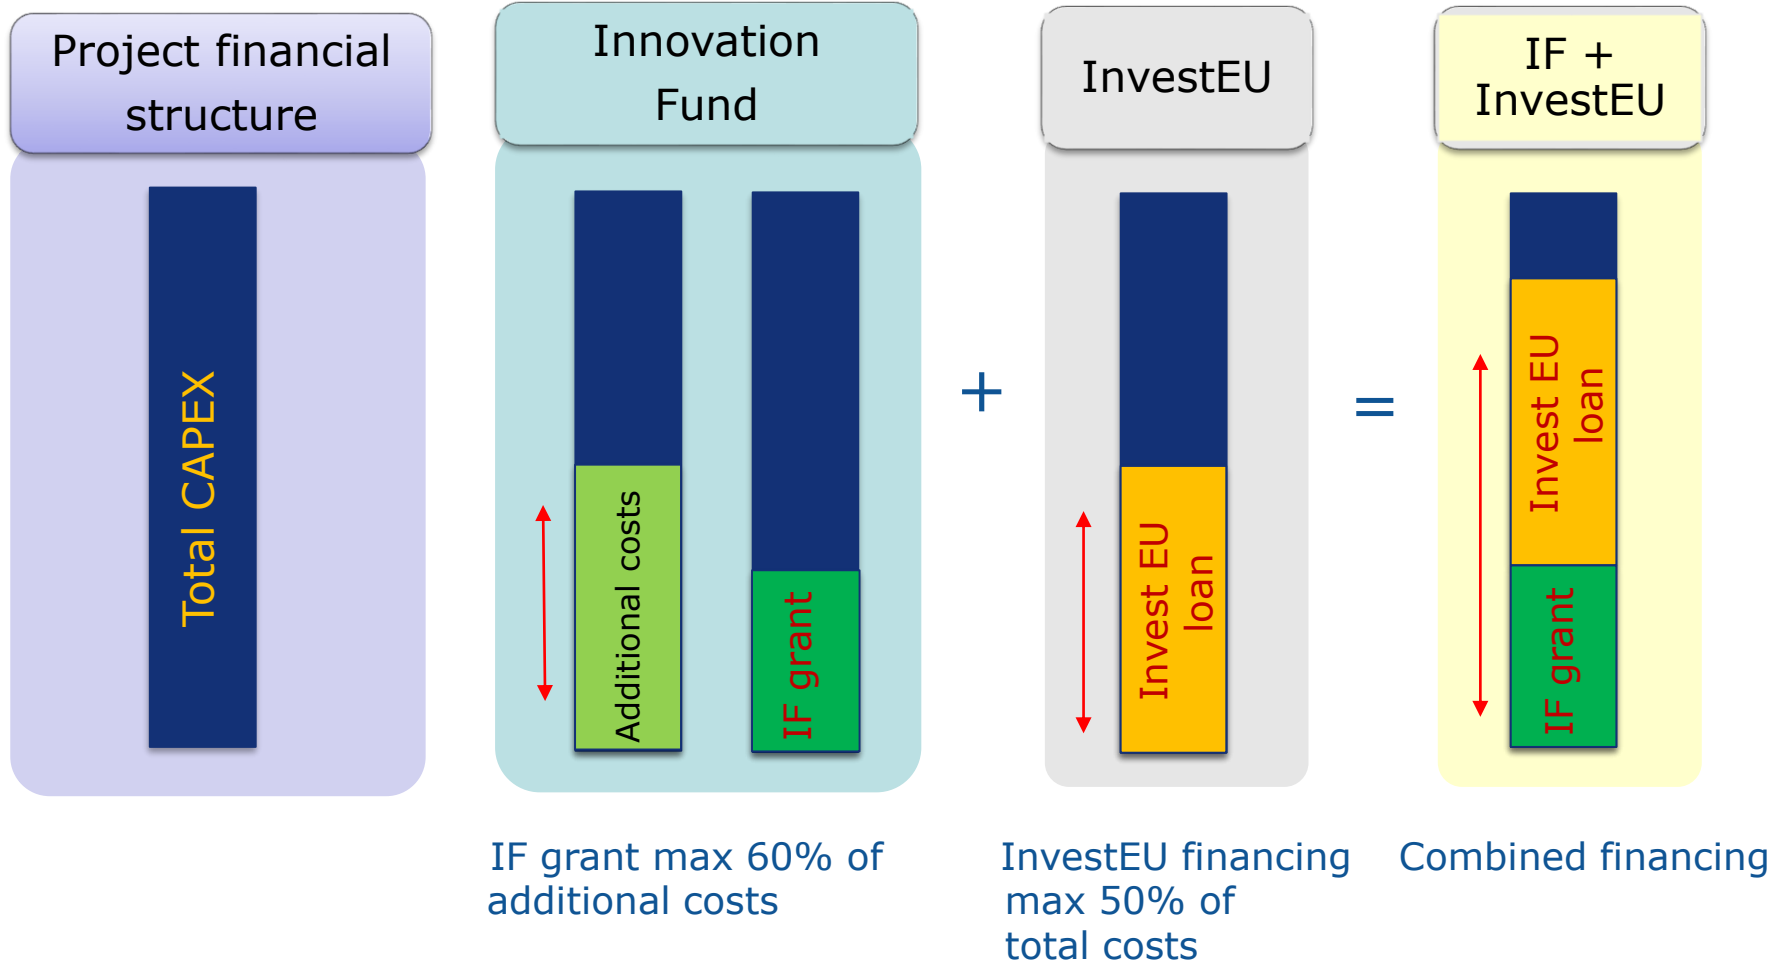 Project financial
structure
Innovation
Fund
InvestEU
IF +
InvestEU
Total CAPEX
Additional costs
IF grant
+
Invest EU
loan
=
Invest EU
loan
IF grant
IF grant max 60% of
additional costs
InvestEU financing
max 50% of
total costs
Combined financing